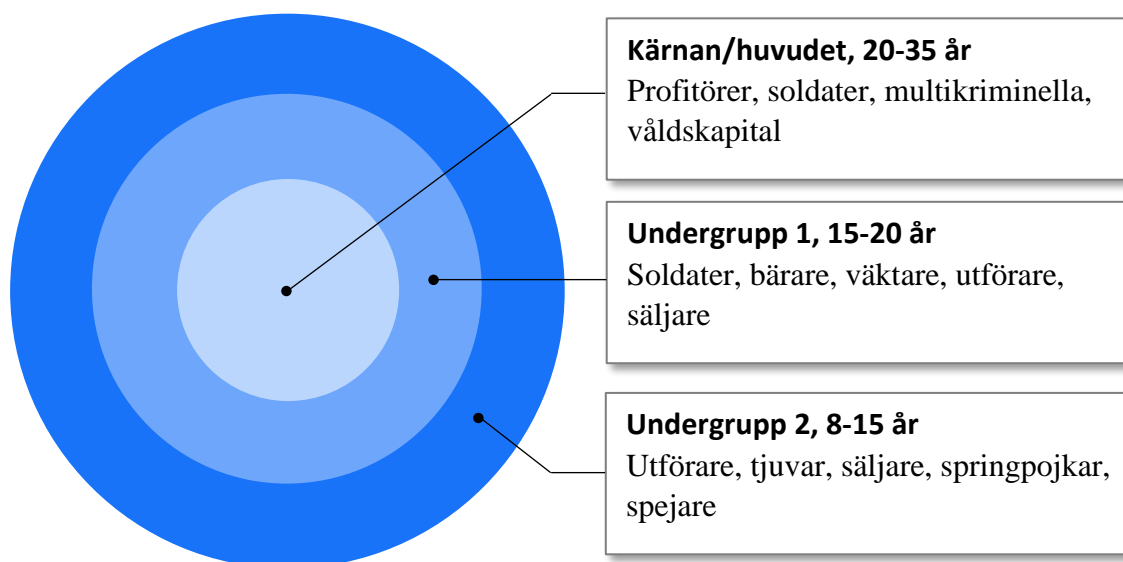 Kärnan/huvudet, 20-35 år
Profitörer, soldater, multikriminella,
våldskapital
Undergrupp 1, 15-20 år
Soldater, bärare, väktare, utförare,
säljare
Undergrupp 2, 8-15 år
Utförare, tjuvar, säljare, springpojkar,
spejare